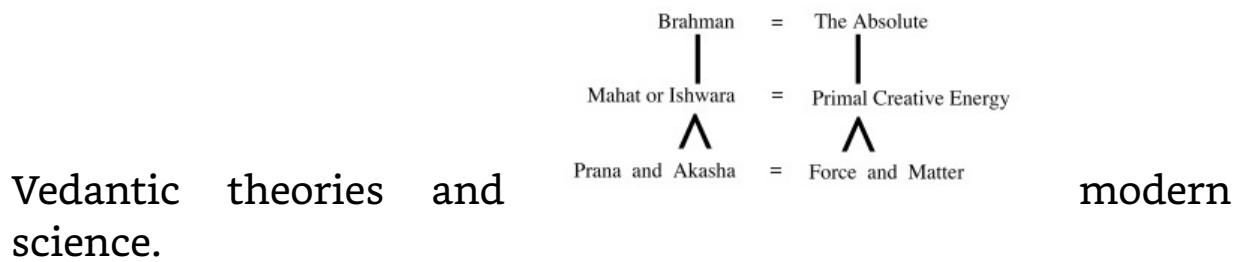 Brahman = The Absolute
Mahat or Ishwara = Primal Creative Energy
Prana and Akasha = Force and Matter
Vedantic theories and modern
science.